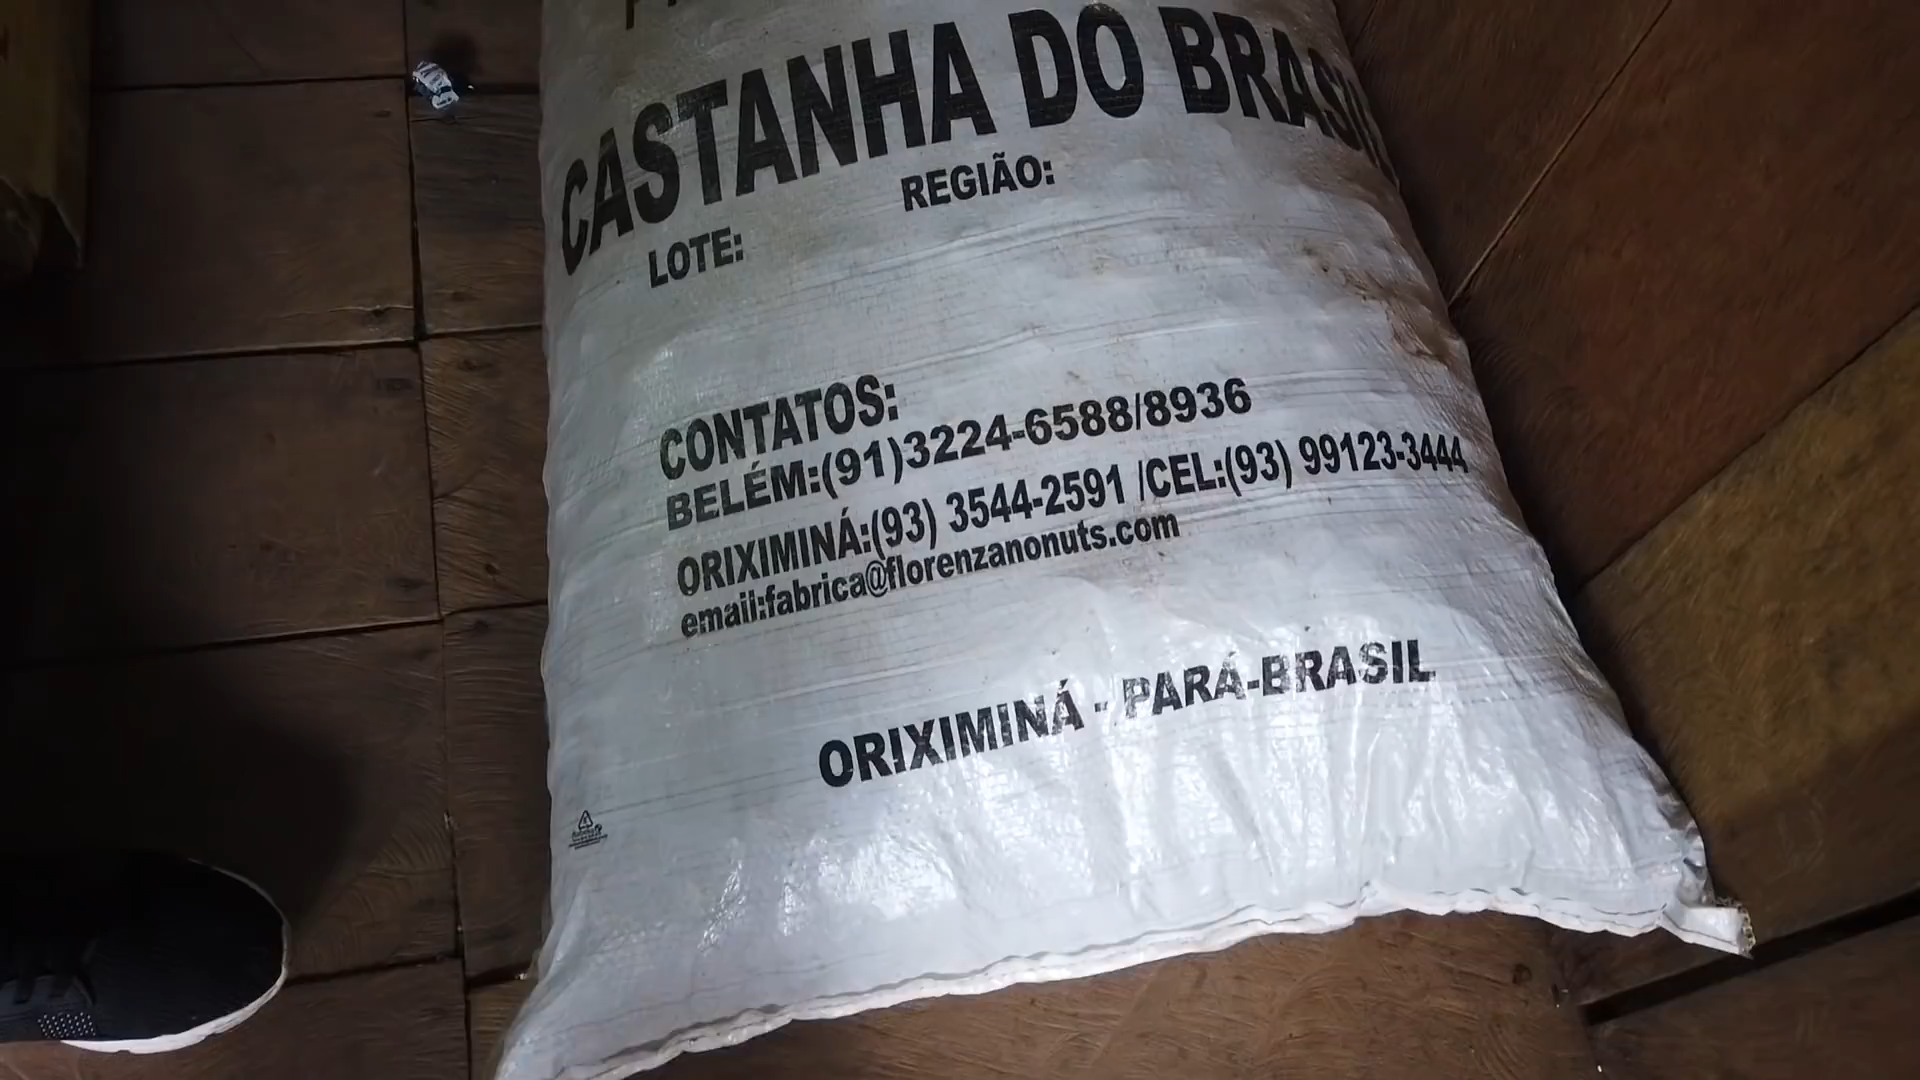 CASTANHA DO BRASIL
REGIÃO:
LOTE:
CONTATOS:
BELÉM:(91)3224-6588/8936
ORIXIMINÁ:(93) 3544-2591 /CEL:(93) 99123-3444
email:fabrica@florenzanonuts.com
ORIXIMINÁ - PARÁ-BRASIL